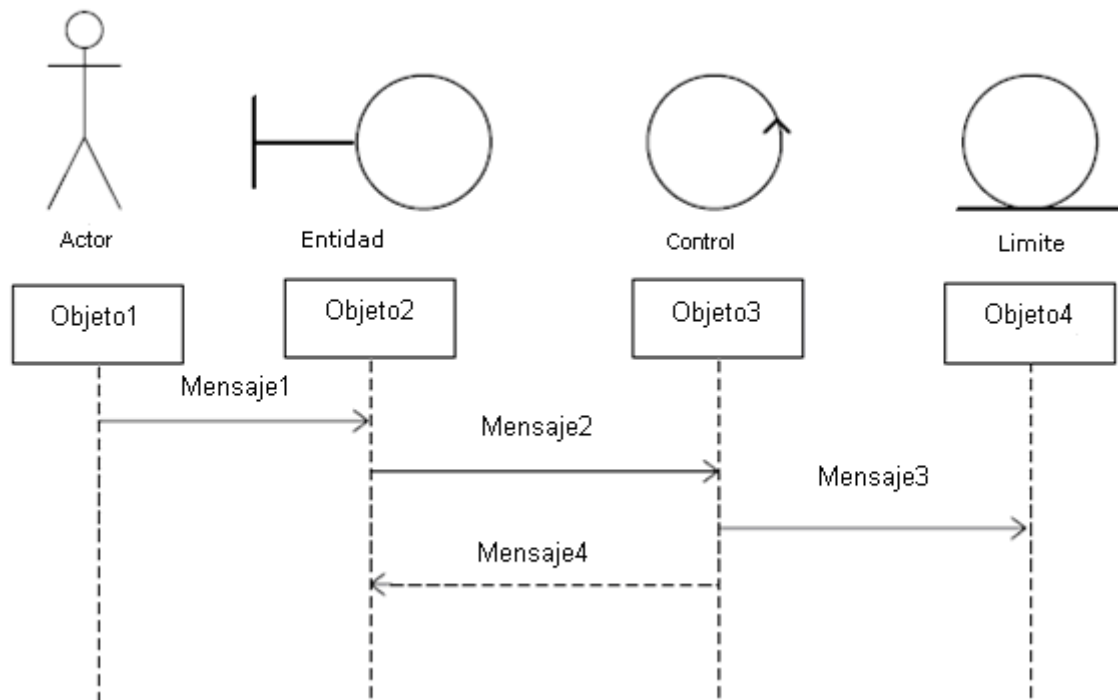 Actor
Entidad
Control
Limite
Objeto1
Objeto2
Objeto3
Objeto4
Mensaje1
Mensaje2
Mensaje3
Mensaje4